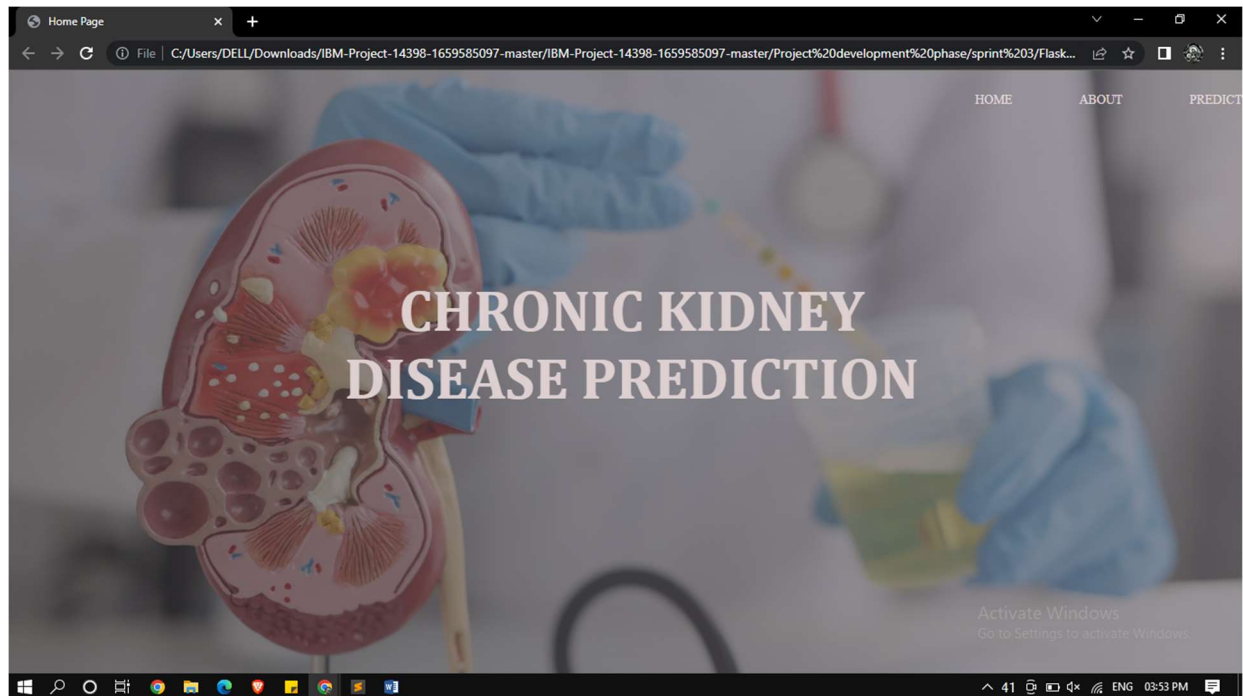 Home Page
File C:/Users/DELL/Downloads/IBM-Project-14398-1659585097-master/IBM-Project-14398-1659585097-master/Project%20development%20phase/sprint%203/Flask...
HOME ABOUT PREDICT
CHRONIC KIDNEY
DISEASE PREDICTION
Activate Windows
Go to Settings to activate Windows.
41 ENG 03:53 PM